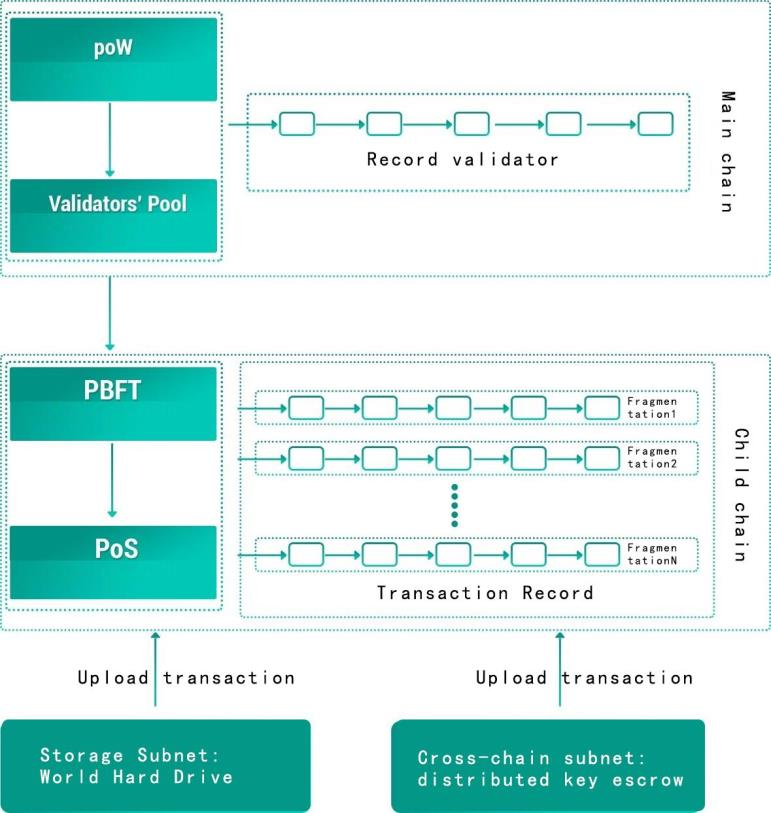 poW
Validators' Pool
Record validator
Main chain
PBFT
PoS
Fragmen
tation1
Fragmen
tation2
Fragmen
tationN
Transaction Record
Child chain
Upload transaction
Upload transaction
Storage Subnet:
World Hard Drive
Cross-chain subnet:
distributed key escrow